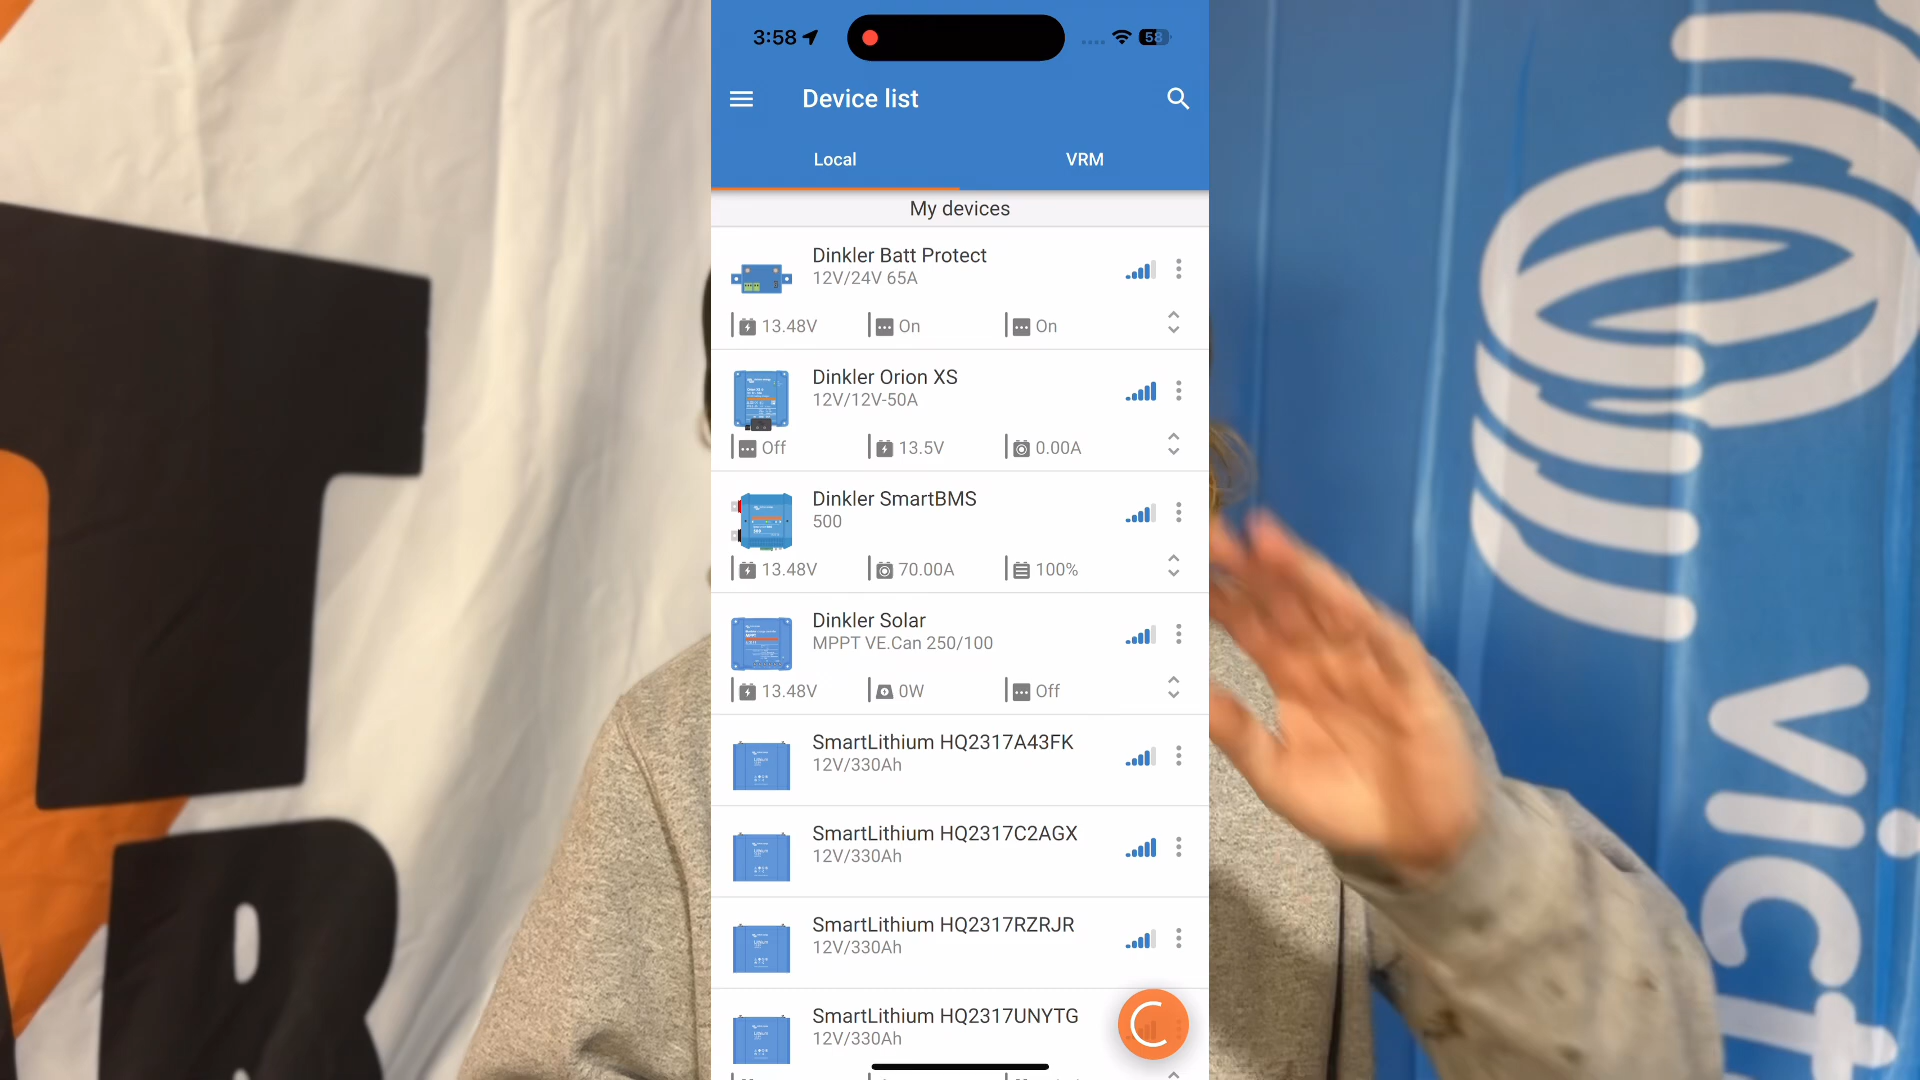 3:58
58
Device list
Local
VRM
My devices
Dinkler Batt Protect
12V/24V 65A
13.48V
On
On
Dinkler Orion XS
12V/12V-50A
Off
13.5V
0.00A
Dinkler SmartBMS
500
13.48V
70.00A
100%
Dinkler Solar
MPPT VE.Can 250/100
13.48V
0W
Off
SmartLithium HQ2317A43FK
12V/330Ah
SmartLithium HQ2317C2AGX
12V/330Ah
SmartLithium HQ2317RZRJR
12V/330Ah
SmartLithium HQ2317UNYTG
12V/330Ah
vict